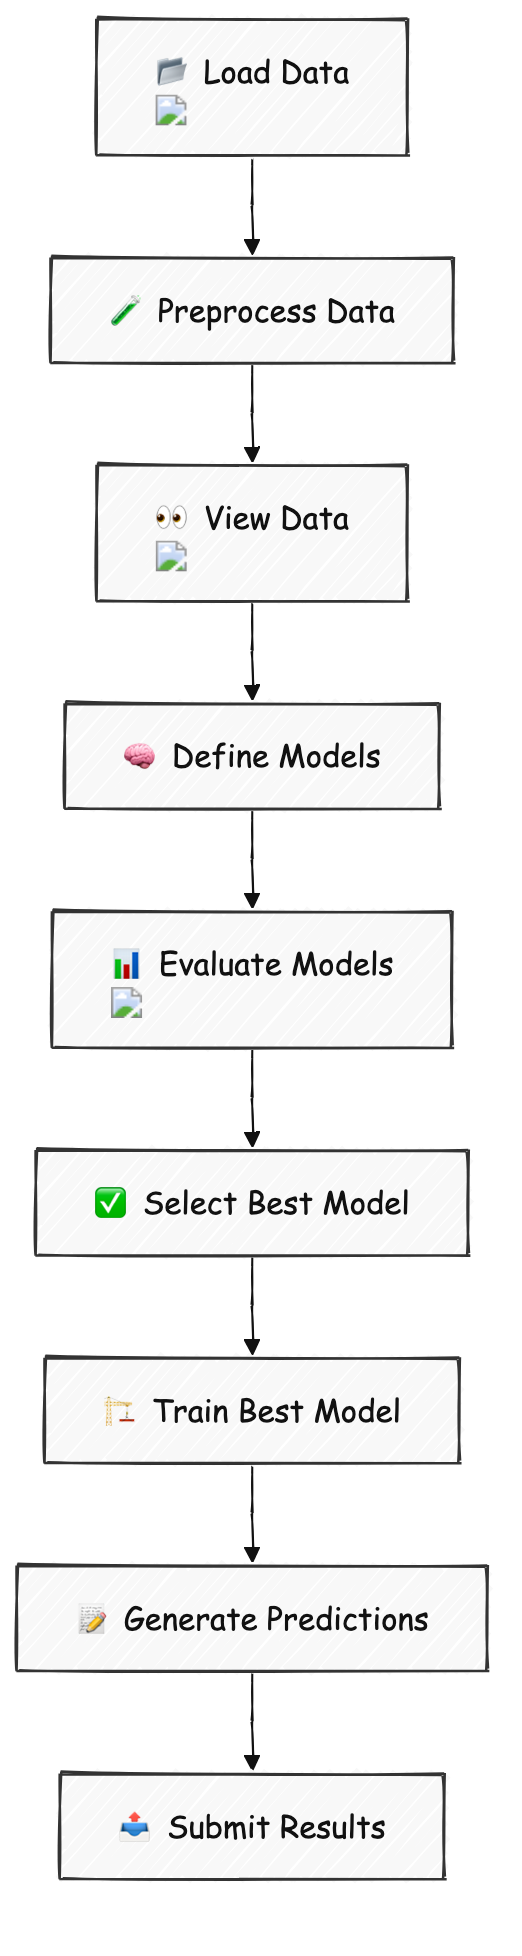 Load Data
Preprocess Data
View Data
Define Models
Evaluate Models
Select Best Model
Train Best Model
Generate Predictions
Submit Results